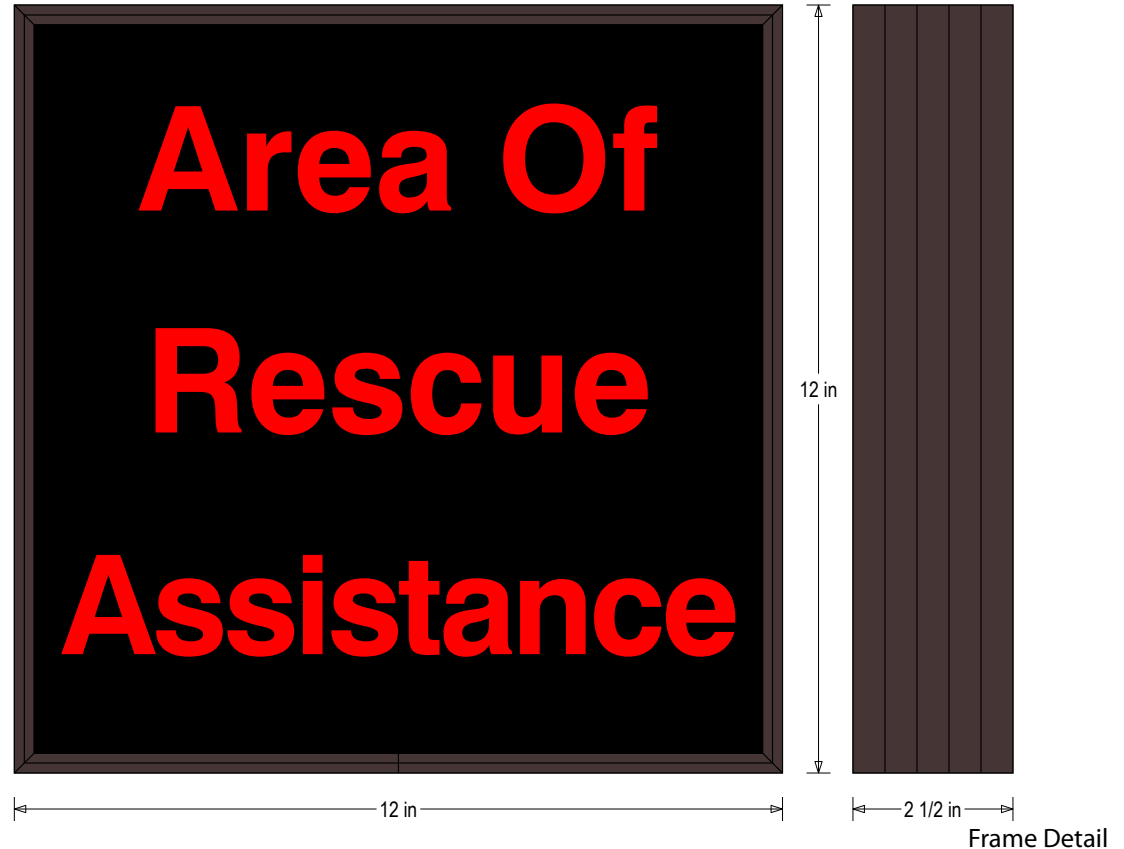 Area Of
Rescue
Assistance
12 in
12 in
2 1/2 in
Frame Detail